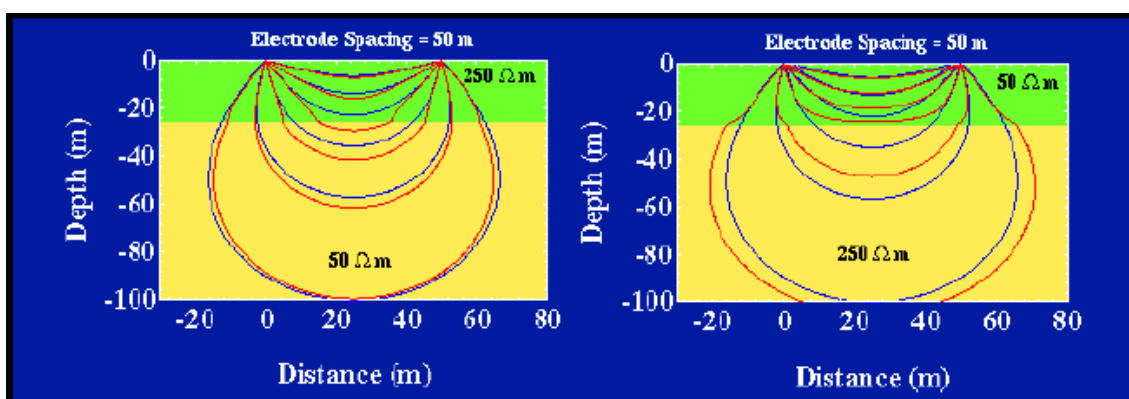 Electrode Spacing = 50 m
0
-20
-40
-60
-80
-100
Depth (m)
250 Ω m
50 Ω m
-20 0 20 40 60 80
Distance (m)
Electrode Spacing = 50 m
0
-20
-40
-60
-80
-100
Depth (m)
50 Ω m
250 Ω m
-20 0 20 40 60 80
Distance (m)